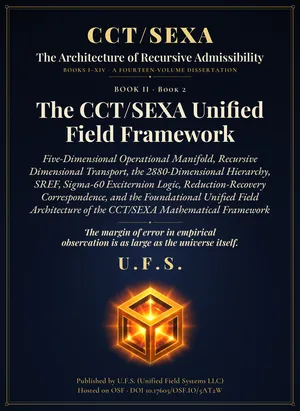 CCT/SEXA
The Architecture of Recursive Admissibility
BOOKS I–XIV · A FOURTEEN-VOLUME DISSERTATION
BOOK II · Book 2
The CCT/SEXA Unified
Field Framework
Five-Dimensional Operational Manifold, Recursive
Dimensional Transport, the 2880-Dimensional Hierarchy,
SREF, Sigma-60 Externion Logic, Reduction-Recovery
Correspondence, and the Foundational Unified Field
Architecture of the CCT/SEXA Mathematical Framework
The margin of error in empirical
observation is as large as the universe itself.
U.F.S.
Published by U.F.S. (Unified Field Systems LLC)
Hosted on OSF · DOI 10.17605/OSF.IO/5AT2W